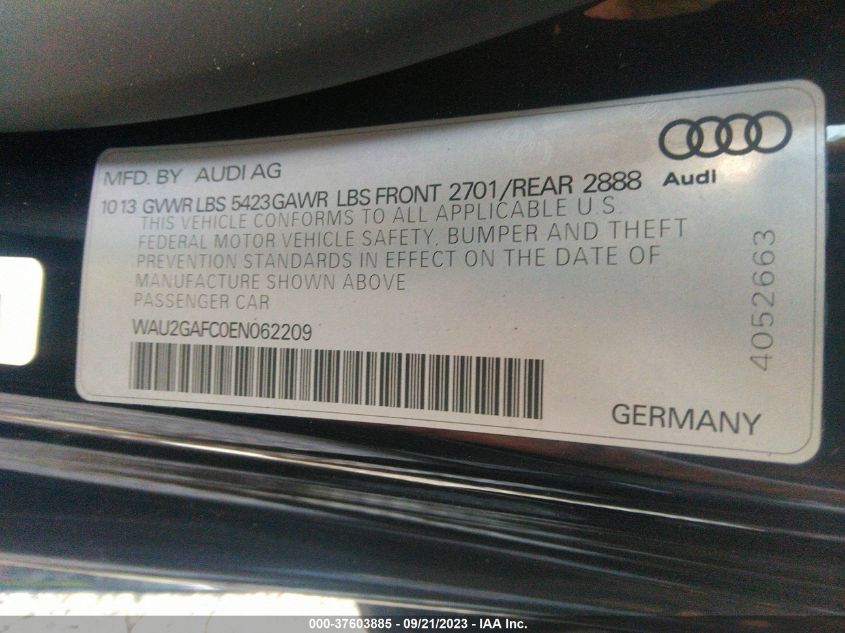 MFD. BY AUDI AG
Audi
10 13 GVWR LBS 5423 GAWR LBS FRONT 2701/REAR 2888
THIS VEHICLE CONFORMS TO ALL APPLICABLE U.S.
FEDERAL MOTOR VEHICLE SAFETY, BUMPER AND THEFT
PREVENTION STANDARDS IN EFFECT ON THE DATE OF
MANUFACTURE SHOWN ABOVE
PASSENGER CAR
WAU2GAFC0EN062209
4052663
GERMANY
000-37603885 - 09/21/2023 - IAA Inc.